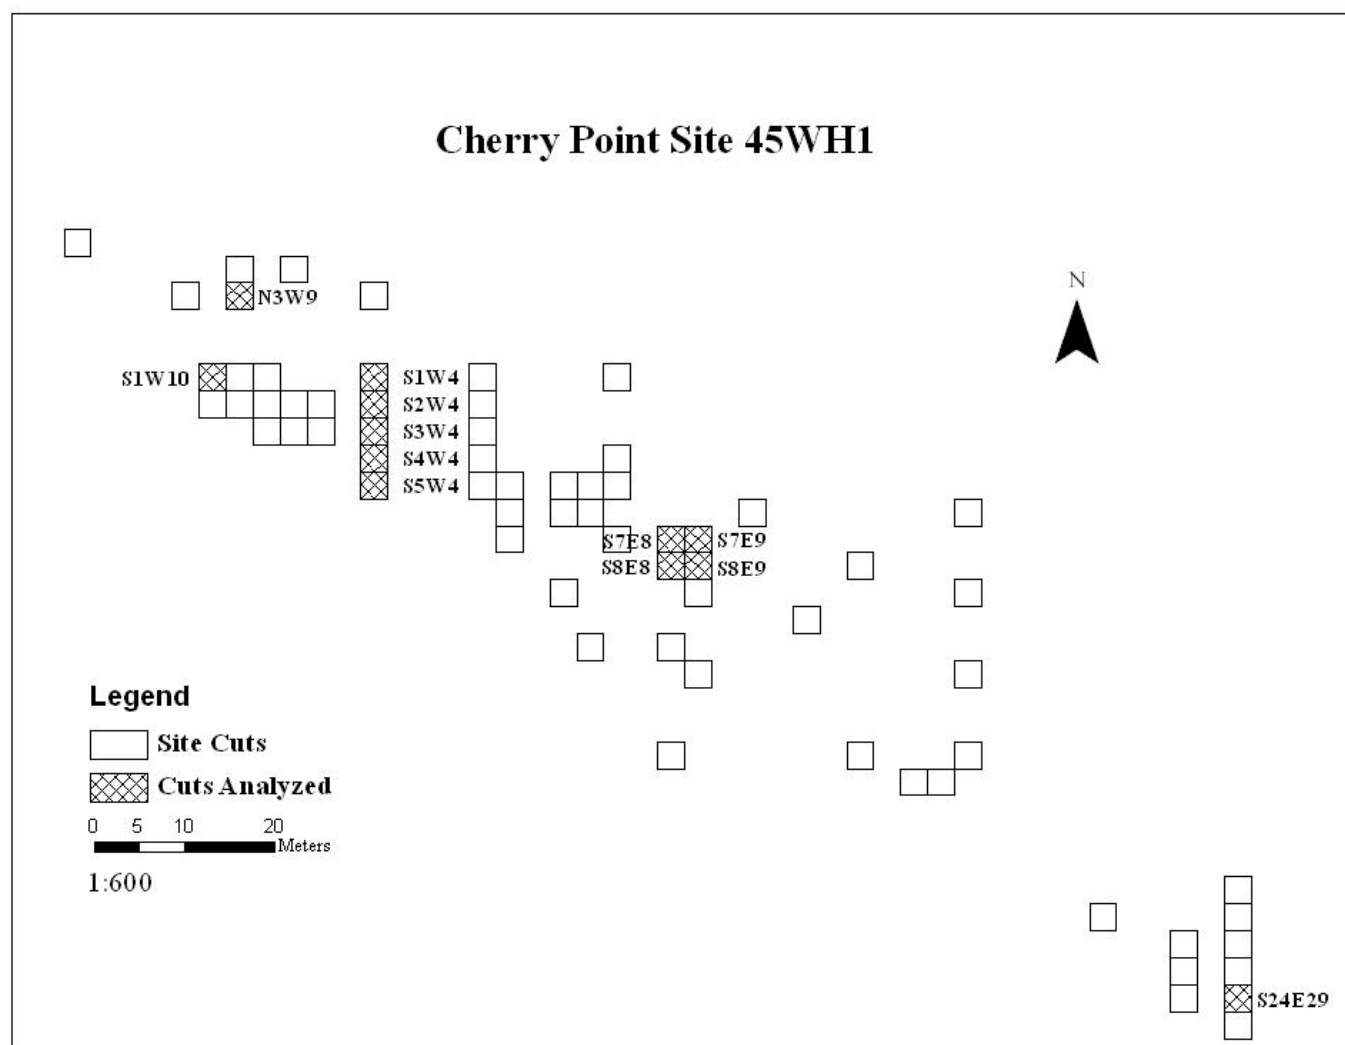 Cherry Point Site 45WH1
N
N3W9
S1W10
S1W4
S2W4
S3W4
S4W4
S5W4
S7E8
S7E9
S8E8
S8E9
Legend
Site Cuts
Cuts Analyzed
0 5 10 20
Meters
1:600
S24E29